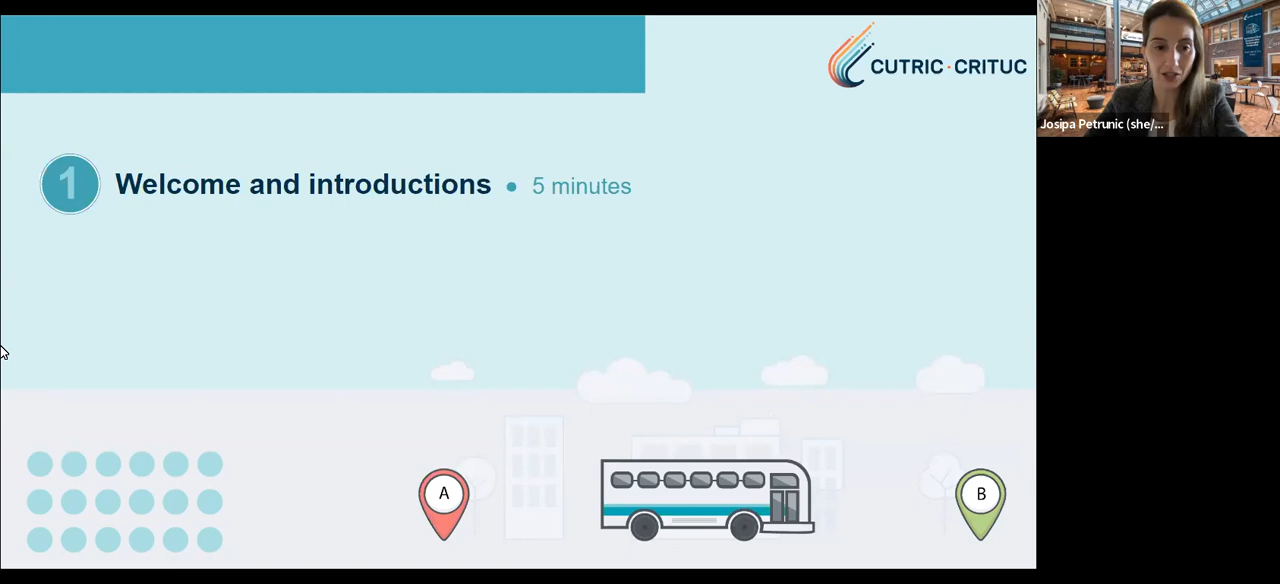 CUTRIC·CRITUC
Josipa Petrunic (she/...
1 Welcome and introductions • 5 minutes
A
B